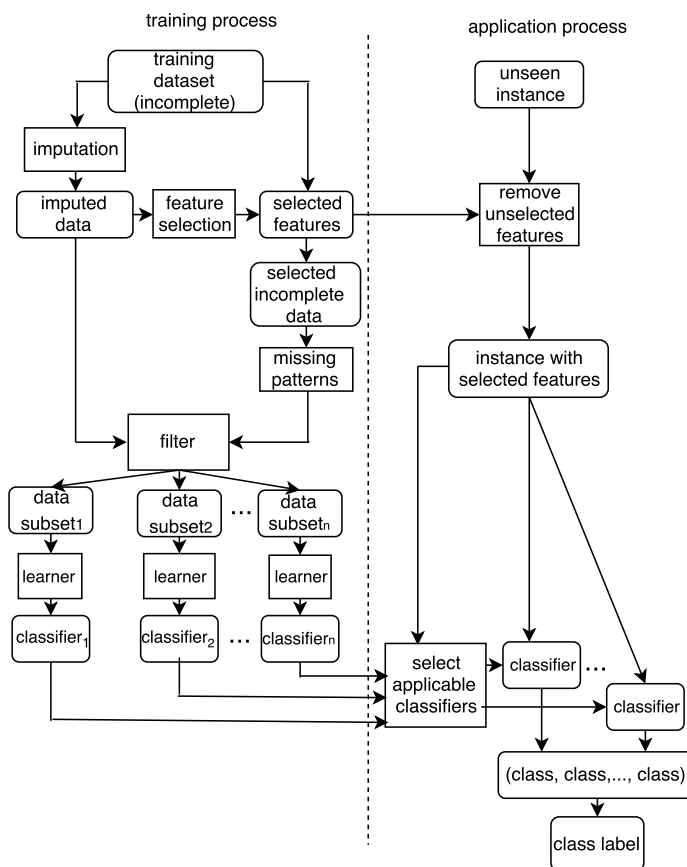 training process
application process
training
dataset
(incomplete)
unseen
instance
imputation
imputed
data
feature
selection
selected
features
remove
unselected
features
selected
incomplete
data
missing
patterns
instance with
selected features
filter
data
subset1
data
subset2
...
data
subsetn
learner
learner
learner
classifier1
classifier2
...
classifiern
select
applicable
classifiers
classifier
...
classifier
(class, class,..., class)
class label